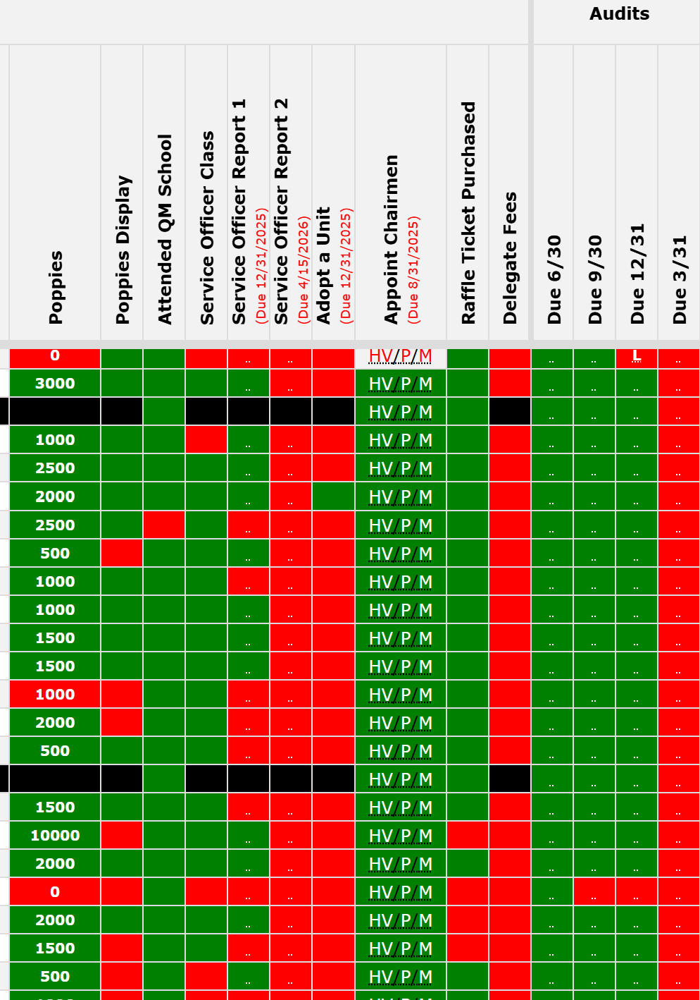 Audits
Poppies
Poppies Display
Attended QM School
Service Officer Class
Service Officer Report 1
(Due 12/31/2025)
Service Officer Report 2
(Due 4/15/2026)
Adopt a Unit
(Due 12/31/2025)
Appoint Chairmen
(Due 8/31/2025)
Raffle Ticket Purchased
Delegate Fees
Due 6/30
Due 9/30
Due 12/31
Due 3/31
0 .. .. HV/P/M .. .. L ..
3000 .. .. HV/P/M .. .. .. ..
HV/P/M .. .. .. ..
1000 .. .. HV/P/M .. .. .. ..
2500 .. .. HV/P/M .. .. .. ..
2000 .. .. HV/P/M .. .. .. ..
2500 .. .. HV/P/M .. .. .. ..
500 .. .. HV/P/M .. .. .. ..
1000 .. .. HV/P/M .. .. .. ..
1000 .. .. HV/P/M .. .. .. ..
1500 .. .. HV/P/M .. .. .. ..
1500 .. .. HV/P/M .. .. .. ..
1000 .. .. HV/P/M .. .. .. ..
2000 .. .. HV/P/M .. .. .. ..
500 .. .. HV/P/M .. .. .. ..
HV/P/M .. .. .. ..
1500 .. .. HV/P/M .. .. .. ..
10000 .. .. HV/P/M .. .. .. ..
2000 .. .. HV/P/M .. .. .. ..
0 .. .. HV/P/M .. .. .. ..
2000 .. .. HV/P/M .. .. .. ..
1500 .. .. HV/P/M .. .. .. ..
500 .. .. HV/P/M .. .. .. ..